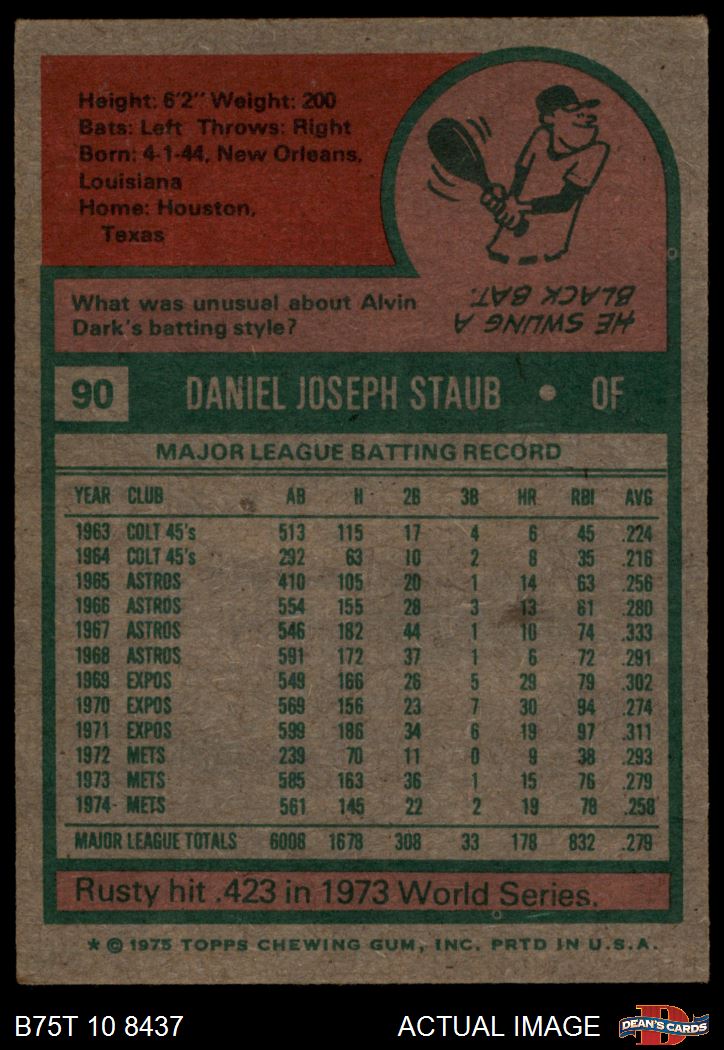 Height: 6'2" Weight: 200
Bats: Left Throws: Right
Born: 4-1-44, New Orleans,
Louisiana
Home: Houston,
Texas
What was unusual about Alvin
Dark's batting style?
HE SWUNG A
BLACK BAT.
90 DANIEL JOSEPH STAUB • OF
MAJOR LEAGUE BATTING RECORD
YEAR CLUB AB H 2B 3B HR RBI AVG
1963 COLT 45's 513 115 17 4 6 45 .224
1964 COLT 45's 292 63 10 2 8 35 .216
1965 ASTROS 410 105 20 1 14 63 .256
1966 ASTROS 554 155 28 3 13 81 .280
1967 ASTROS 546 182 44 1 10 74 .333
1968 ASTROS 591 172 37 1 6 72 .291
1969 EXPOS 549 166 26 5 29 79 .302
1970 EXPOS 569 156 23 7 30 94 .274
1971 EXPOS 599 186 34 6 19 97 .311
1972 METS 239 70 11 0 9 38 .293
1973 METS 585 163 36 1 15 76 .279
1974 METS 561 145 22 2 19 78 .258
MAJOR LEAGUE TOTALS 6008 1678 308 33 178 832 .279
Rusty hit .423 in 1973 World Series.
* © 1975 TOPPS CHEWING GUM, INC. PRTD IN U.S.A.
B75T 10 8437 ACTUAL IMAGE
D
DEAN'S CARDS